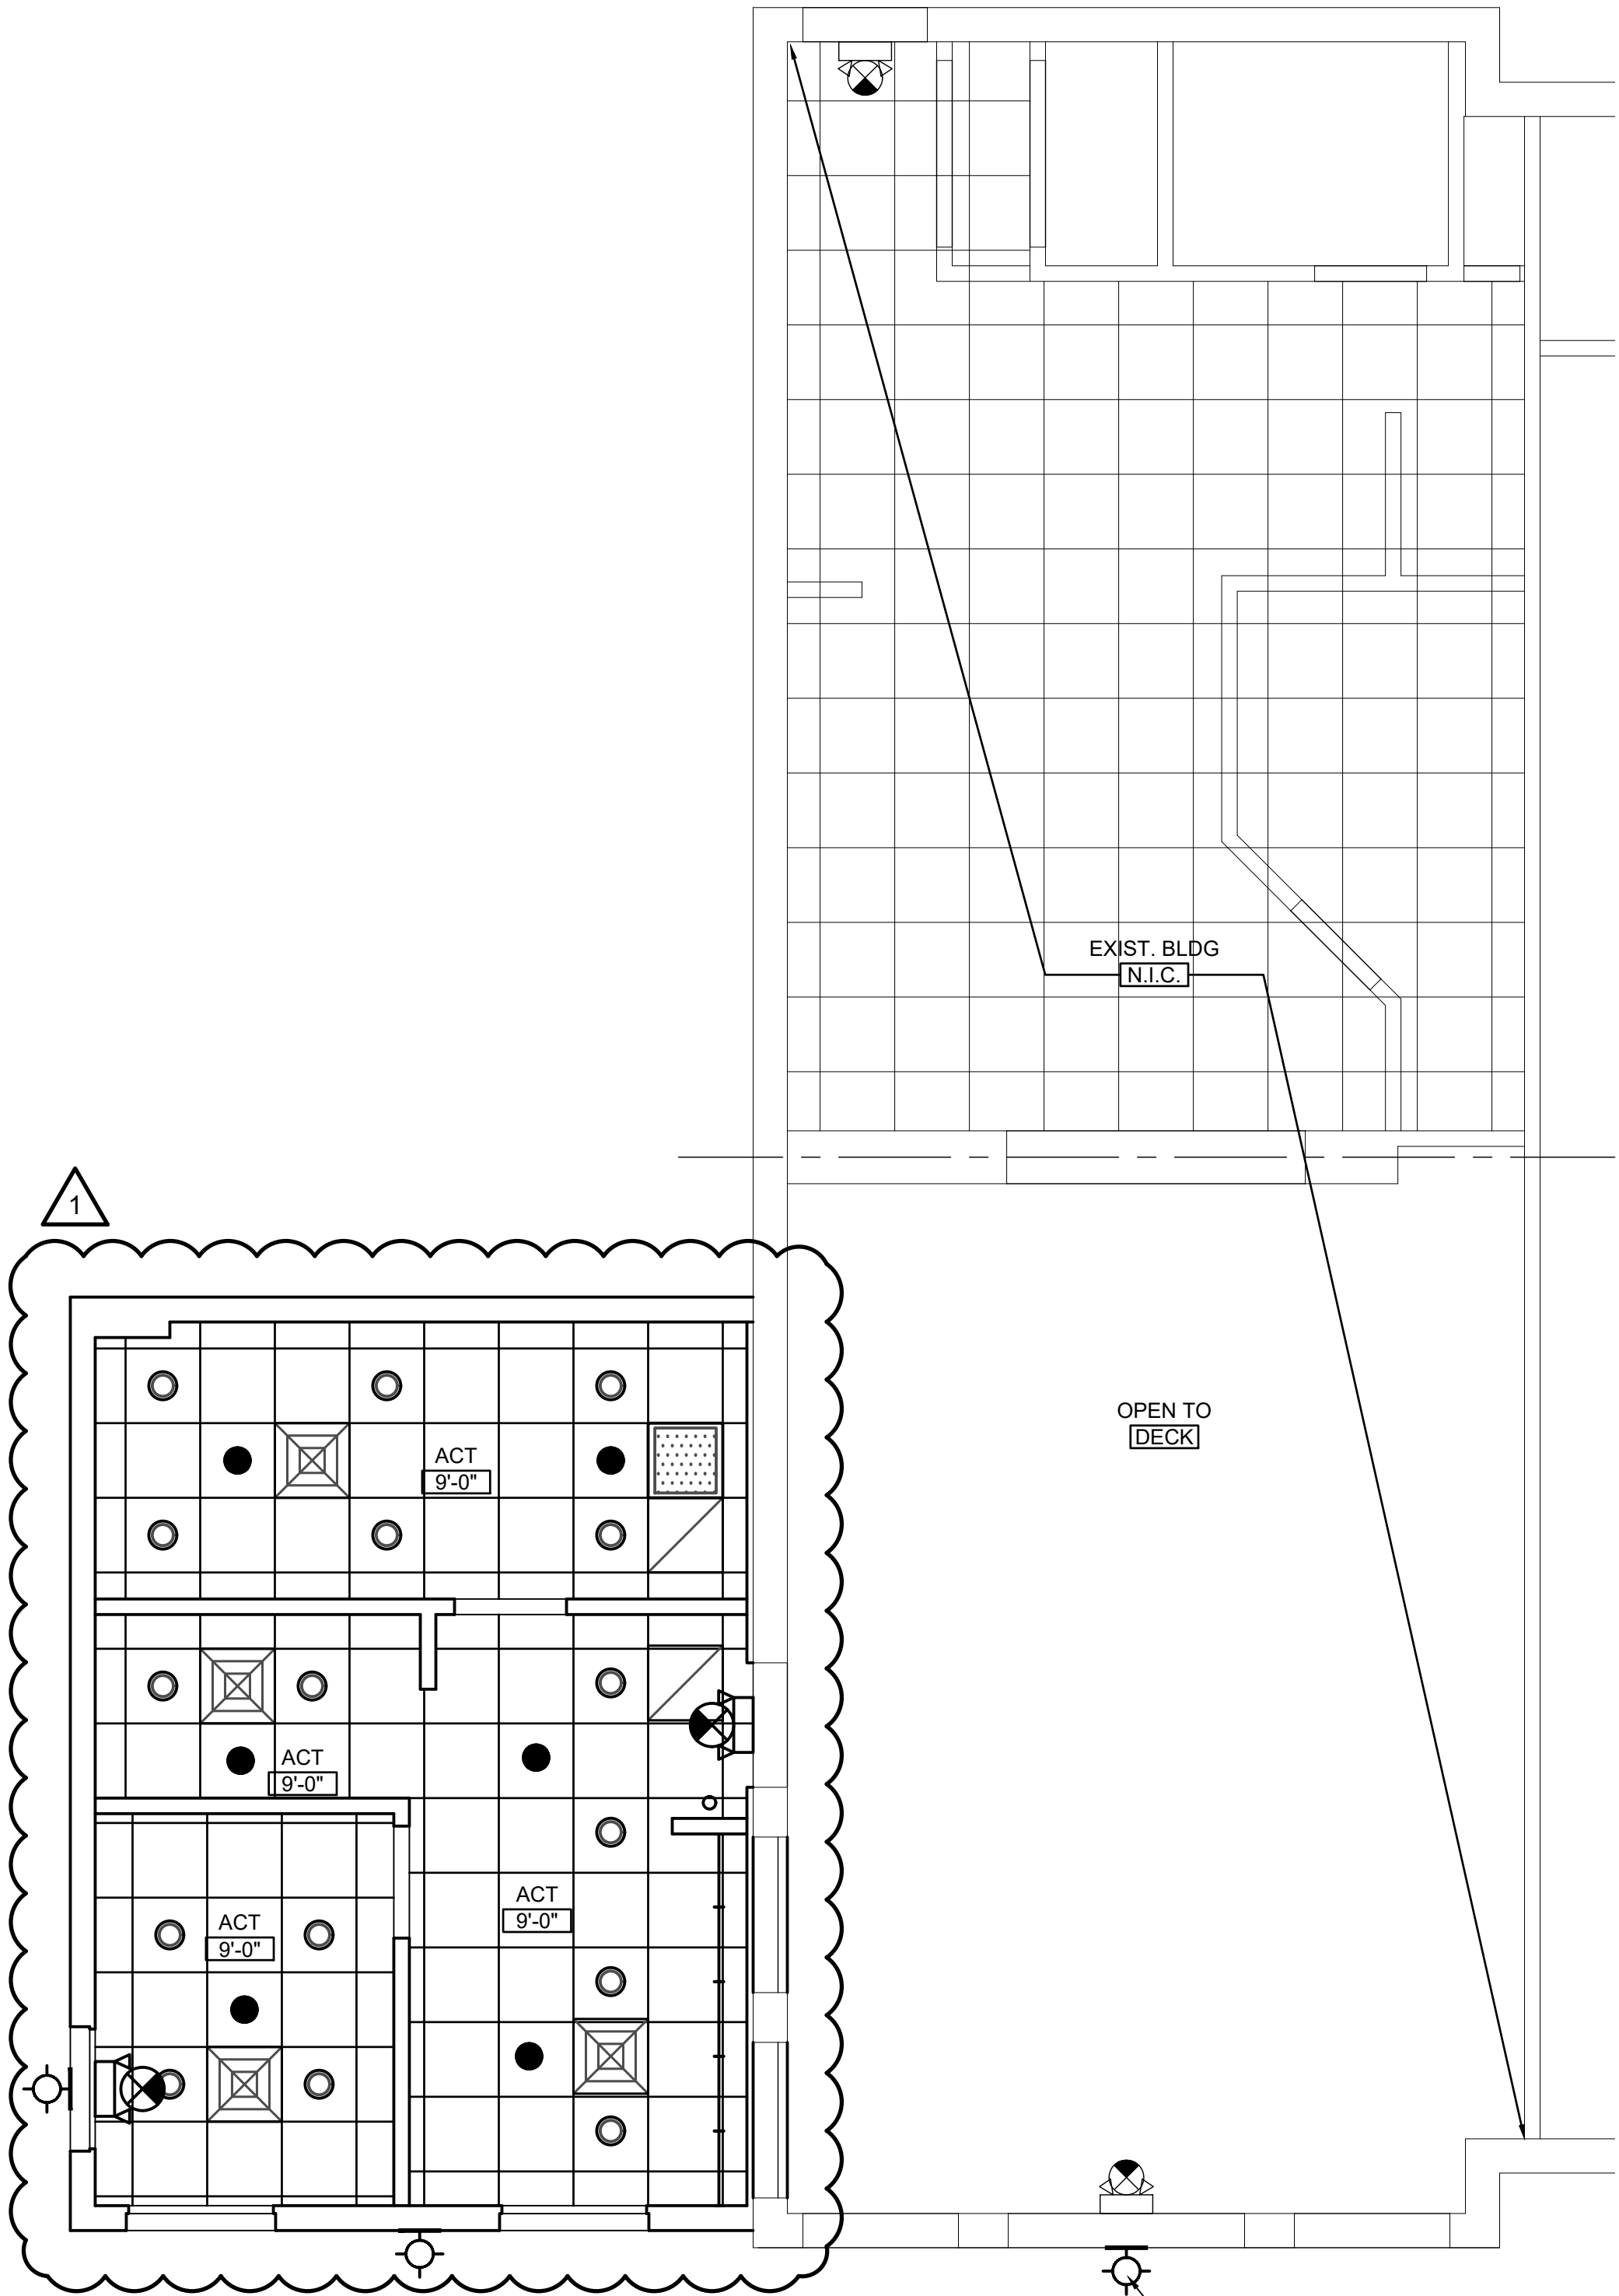 EXIST. BLDG
N.I.C.
1
OPEN TO
DECK
ACT
9'-0"
ACT
9'-0"
ACT
9'-0"
ACT
9'-0"